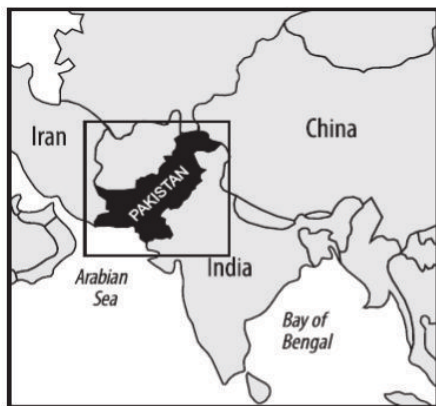 Iran
China
PAKISTAN
India
Arabian
Sea
Bay of
Bengal